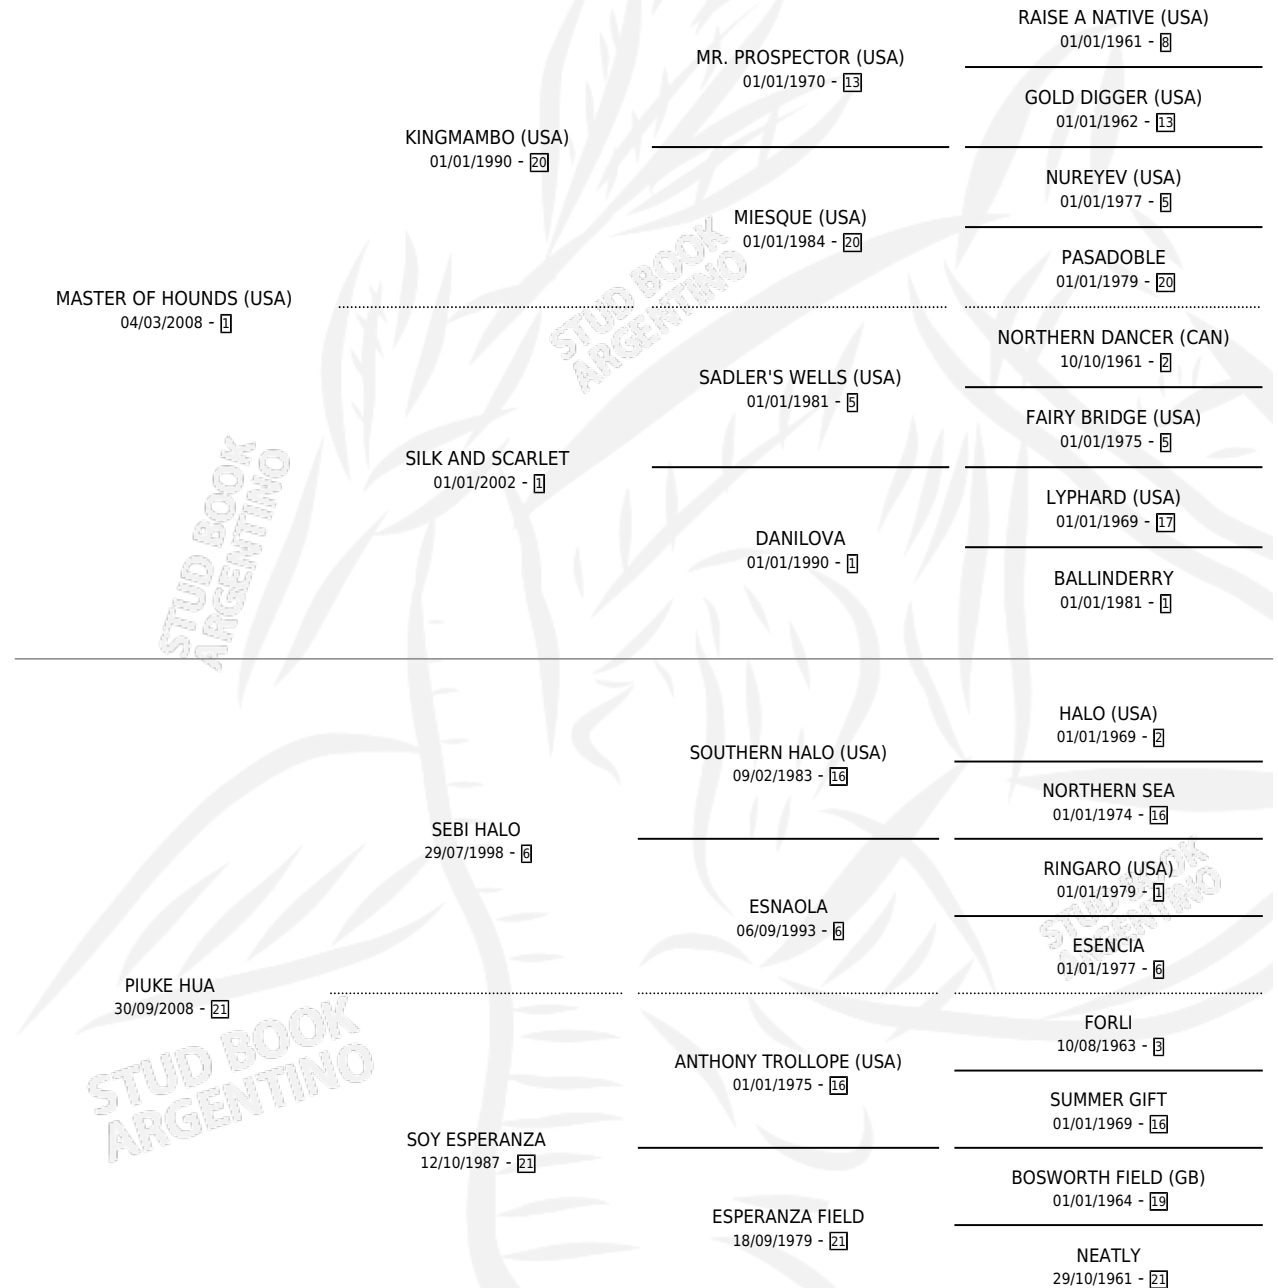 RAISE A NATIVE (USA)
01/01/1961 - 8
MR. PROSPECTOR (USA)
01/01/1970 - 13
GOLD DIGGER (USA)
01/01/1962 - 13
KINGMAMBO (USA)
01/01/1990 - 20
NUREYEV (USA)
01/01/1977 - 5
MIESQUE (USA)
01/01/1984 - 20
PASADOBLE
01/01/1979 - 20
MASTER OF HOUNDS (USA)
04/03/2008 - 1
NORTHERN DANCER (CAN)
10/10/1961 - 2
SADLER'S WELLS (USA)
01/01/1981 - 5
FAIRY BRIDGE (USA)
01/01/1975 - 5
SILK AND SCARLET
01/01/2002 - 1
LYPHARD (USA)
01/01/1969 - 17
DANILOVA
01/01/1990 - 1
BALLINDERRY
01/01/1981 - 1
STUD BOOK
ARGENTINO
STUD BOOK
ARGENTINO
HALO (USA)
01/01/1969 - 2
SOUTHERN HALO (USA)
09/02/1983 - 16
NORTHERN SEA
01/01/1974 - 16
SEBI HALO
29/07/1998 - 6
RINGARO (USA)
01/01/1979 - 1
ESNAOLA
06/09/1993 - 6
ESENCIA
01/01/1977 - 6
PIUKE HUA
30/09/2008 - 21
FORLI
10/08/1963 - 3
ANTHONY TROLLOPE (USA)
01/01/1975 - 16
SUMMER GIFT
01/01/1969 - 16
SOY ESPERANZA
12/10/1987 - 21
BOSWORTH FIELD (GB)
01/01/1964 - 19
ESPERANZA FIELD
18/09/1979 - 21
NEATLY
29/10/1961 - 21
STUD BOOK
ARGENTINO
STUD BOOK
ARGENTINO